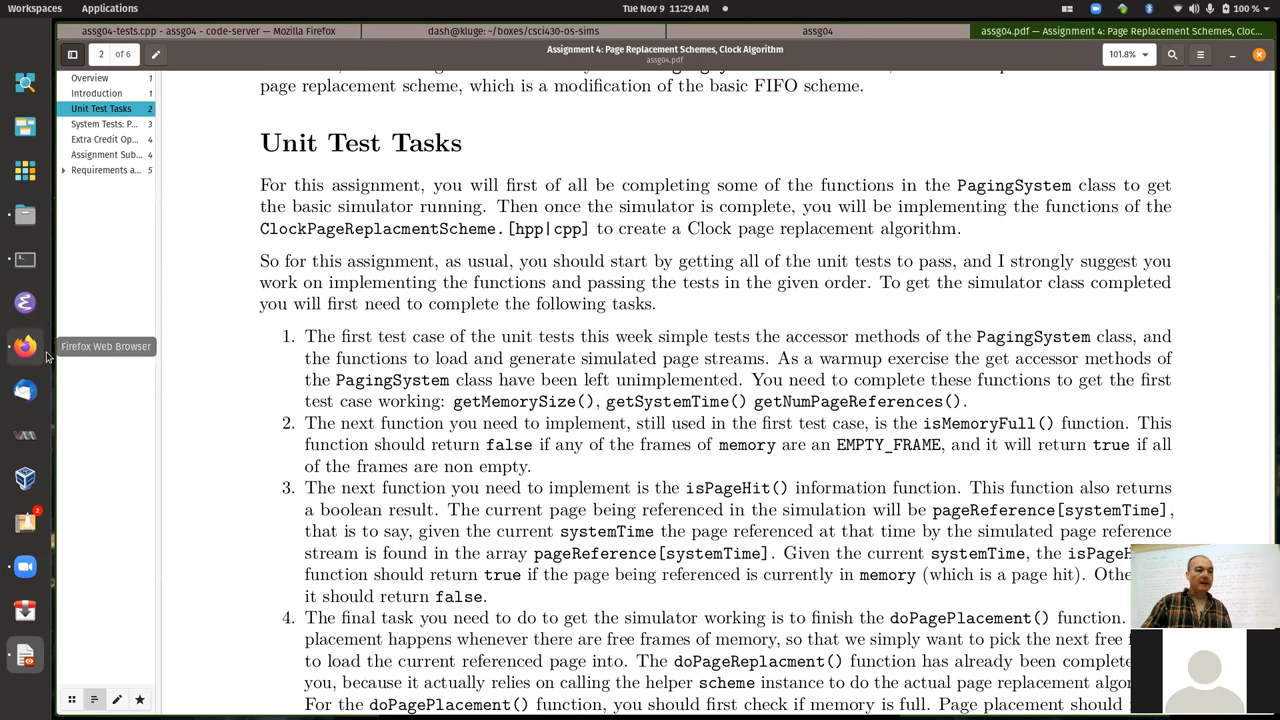 Workspaces Applications Tue Nov 9 11:29 AM 100 %
assg04-tests.cpp - assg04 - code-server — Mozilla Firefox dash@kluge: ~/boxes/csci430-os-sims assg04 assg04.pdf — Assignment 4: Page Replacement Schemes, Clock Algorithm (assg04.pdf) 
2 of 6 Assignment 4: Page Replacement Schemes, Clock Algorithm 101.8%
assg04.pdf
Overview 1
Introduction 1
Unit Test Tasks 2
System Tests: P... 3
Extra Credit Op... 4
Assignment Sub... 4
Requirements a... 5
Firefox Web Browser
2
page replacement scheme, which is a modification of the basic FIFO scheme.
Unit Test Tasks
For this assignment, you will first of all be completing some of the functions in the PagingSystem class to get
the basic simulator running. Then once the simulator is complete, you will be implementing the functions of the
ClockPageReplacmentScheme.[hpp|cpp] to create a Clock page replacement algorithm.
So for this assignment, as usual, you should start by getting all of the unit tests to pass, and I strongly suggest you
work on implementing the functions and passing the tests in the given order. To get the simulator class completed
you will first need to complete the following tasks.
1. The first test case of the unit tests this week simple tests the accessor methods of the PagingSystem class, and
the functions to load and generate simulated page streams. As a warmup exercise the get accessor methods of
the PagingSystem class have been left unimplemented. You need to complete these functions to get the first
test case working: getMemorySize(), getSystemTime() getNumPageReferences().
2. The next function you need to implement, still used in the first test case, is the isMemoryFull() function. This
function should return false if any of the frames of memory are an EMPTY_FRAME, and it will return true if all
of the frames are non empty.
3. The next function you need to implement is the isPageHit() information function. This function also returns
a boolean result. The current page being referenced in the simulation will be pageReference[systemTime],
that is to say, given the current systemTime the page referenced at that time by the simulated page reference
stream is found in the array pageReference[systemTime]. Given the current systemTime, the isPageH
function should return true if the page being referenced is currently in memory (which is a page hit). Othe
it should return false.
4. The final task you need to do to get the simulator working is to finish the doPagePlacement() function.
placement happens whenever there are free frames of memory, so that we simply want to pick the next free
to load the current referenced page into. The doPageReplacment() function has already been complete
you, because it actually relies on calling the helper scheme instance to do the actual page replacement algor
For the doPagePlacement() function, you should first check if memory is full. Page placement should